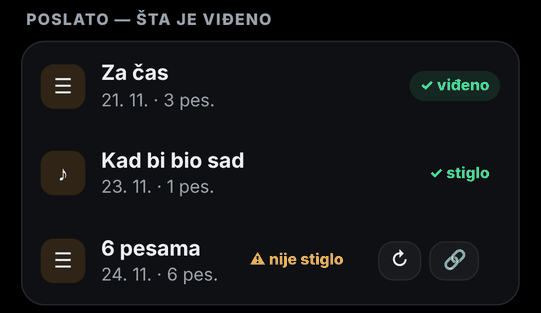 POSLATO — ŠTA JE VIĐENO
Za čas
21. 11. · 3 pes.
✓ viđeno
Kad bi bio sad
23. 11. · 1 pes.
✓ stiglo
6 pesama
24. 11. · 6 pes.
⚠ nije stiglo